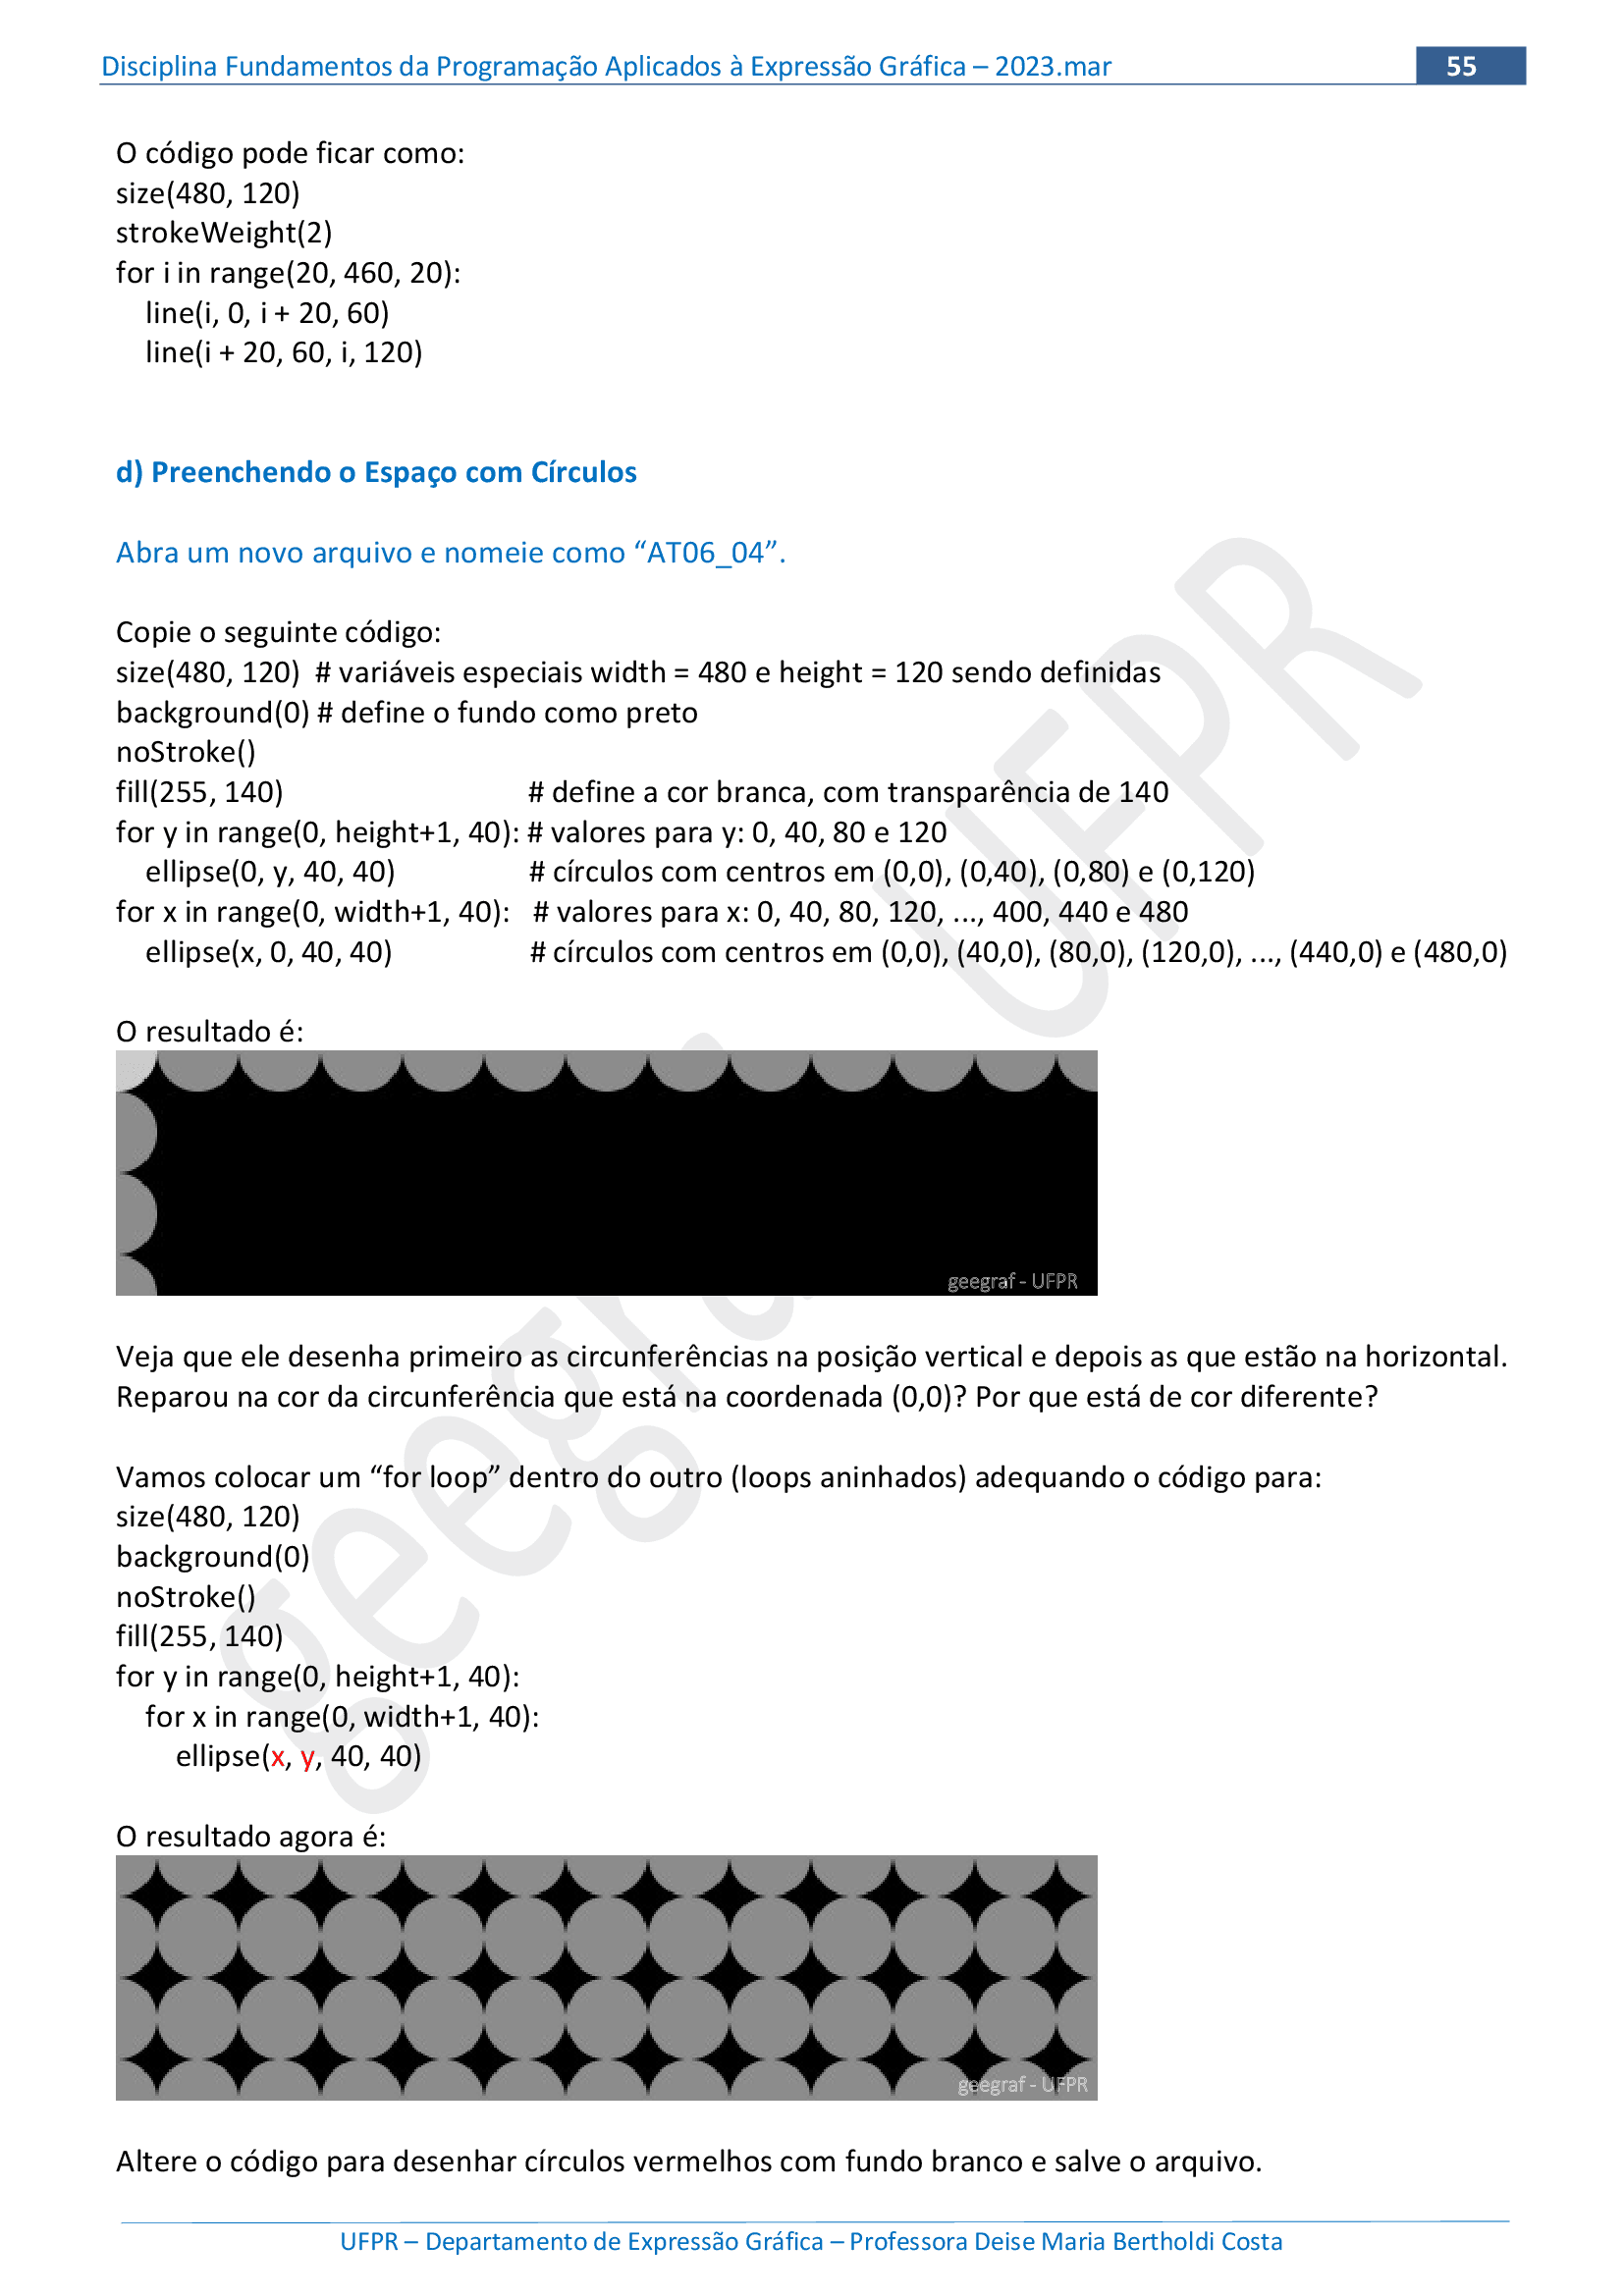 Disciplina Fundamentos da Programação Aplicados à Expressão Gráfica – 2023.mar 55
O código pode ficar como:
size(480, 120)
strokeWeight(2)
for i in range(20, 460, 20):
line(i, 0, i + 20, 60)
line(i + 20, 60, i, 120)
d) Preenchendo o Espaço com Círculos
Abra um novo arquivo e nomeie como “AT06_04”.
Copie o seguinte código:
size(480, 120) # variáveis especiais width = 480 e height = 120 sendo definidas
background(0) # define o fundo como preto
noStroke()
fill(255, 140) # define a cor branca, com transparência de 140
for y in range(0, height+1, 40): # valores para y: 0, 40, 80 e 120
ellipse(0, y, 40, 40) # círculos com centros em (0,0), (0,40), (0,80) e (0,120)
for x in range(0, width+1, 40): # valores para x: 0, 40, 80, 120, ..., 400, 440 e 480
ellipse(x, 0, 40, 40) # círculos com centros em (0,0), (40,0), (80,0), (120,0), ..., (440,0) e (480,0)
O resultado é:
geegraf - UFPR
Veja que ele desenha primeiro as circunferências na posição vertical e depois as que estão na horizontal.
Reparou na cor da circunferência que está na coordenada (0,0)? Por que está de cor diferente?
Vamos colocar um “for loop” dentro do outro (loops aninhados) adequando o código para:
size(480, 120)
background(0)
noStroke()
fill(255, 140)
for y in range(0, height+1, 40):
for x in range(0, width+1, 40):
ellipse(x, y, 40, 40)
O resultado agora é:
geegraf - UFPR
Altere o código para desenhar círculos vermelhos com fundo branco e salve o arquivo.
UFPR – Departamento de Expressão Gráfica – Professora Deise Maria Bertholdi Costa